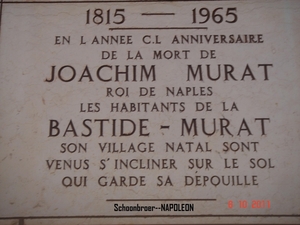 1815 — 1965
EN L'ANNEE C.L ANNIVERSAIRE
DE LA MORT DE
JOACHIM MURAT
ROI DE NAPLES
LES HABITANTS DE LA
BASTIDE - MURAT
SON VILLAGE NATAL SONT
VENUS S'INCLINER SUR LE SOL
QUI GARDE SA DÉPOUILLE
Schoonbroer--NAPOLEON